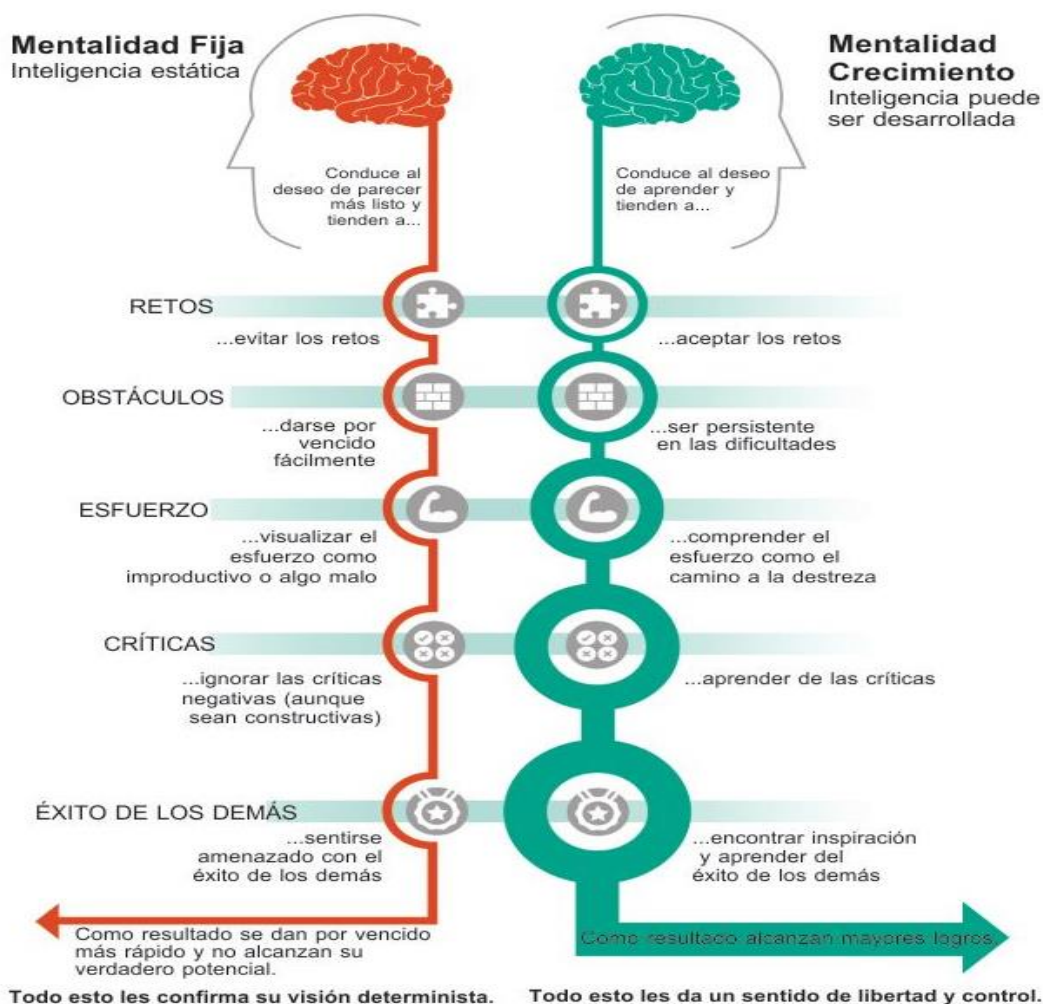 Mentalidad Fija
Inteligencia estática
Mentalidad
Crecimiento
Inteligencia puede
ser desarrollada
Conduce al
deseo de parecer
más listo y
tienden a...
Conduce al deseo
de aprender y
tienden a...
RETOS
...evitar los retos
...aceptar los retos
OBSTÁCULOS
...darse por
vencido
fácilmente
...ser persistente
en las dificultades
ESFUERZO
...visualizar el
esfuerzo como
improductivo o algo malo
...comprender el
esfuerzo como el
camino a la destreza
CRÍTICAS
...ignorar las críticas
negativas (aunque
sean constructivas)
...aprender de las críticas
ÉXITO DE LOS DEMÁS
...sentirse
amenazado con el
éxito de los demás
...encontrar inspiración
y aprender del
éxito de los demás
Como resultado se dan por vencido
más rápido y no alcanzan su
verdadero potencial.
Como resultado alcanzan mayores logros.
Todo esto les confirma su visión determinista.
Todo esto les da un sentido de libertad y control.